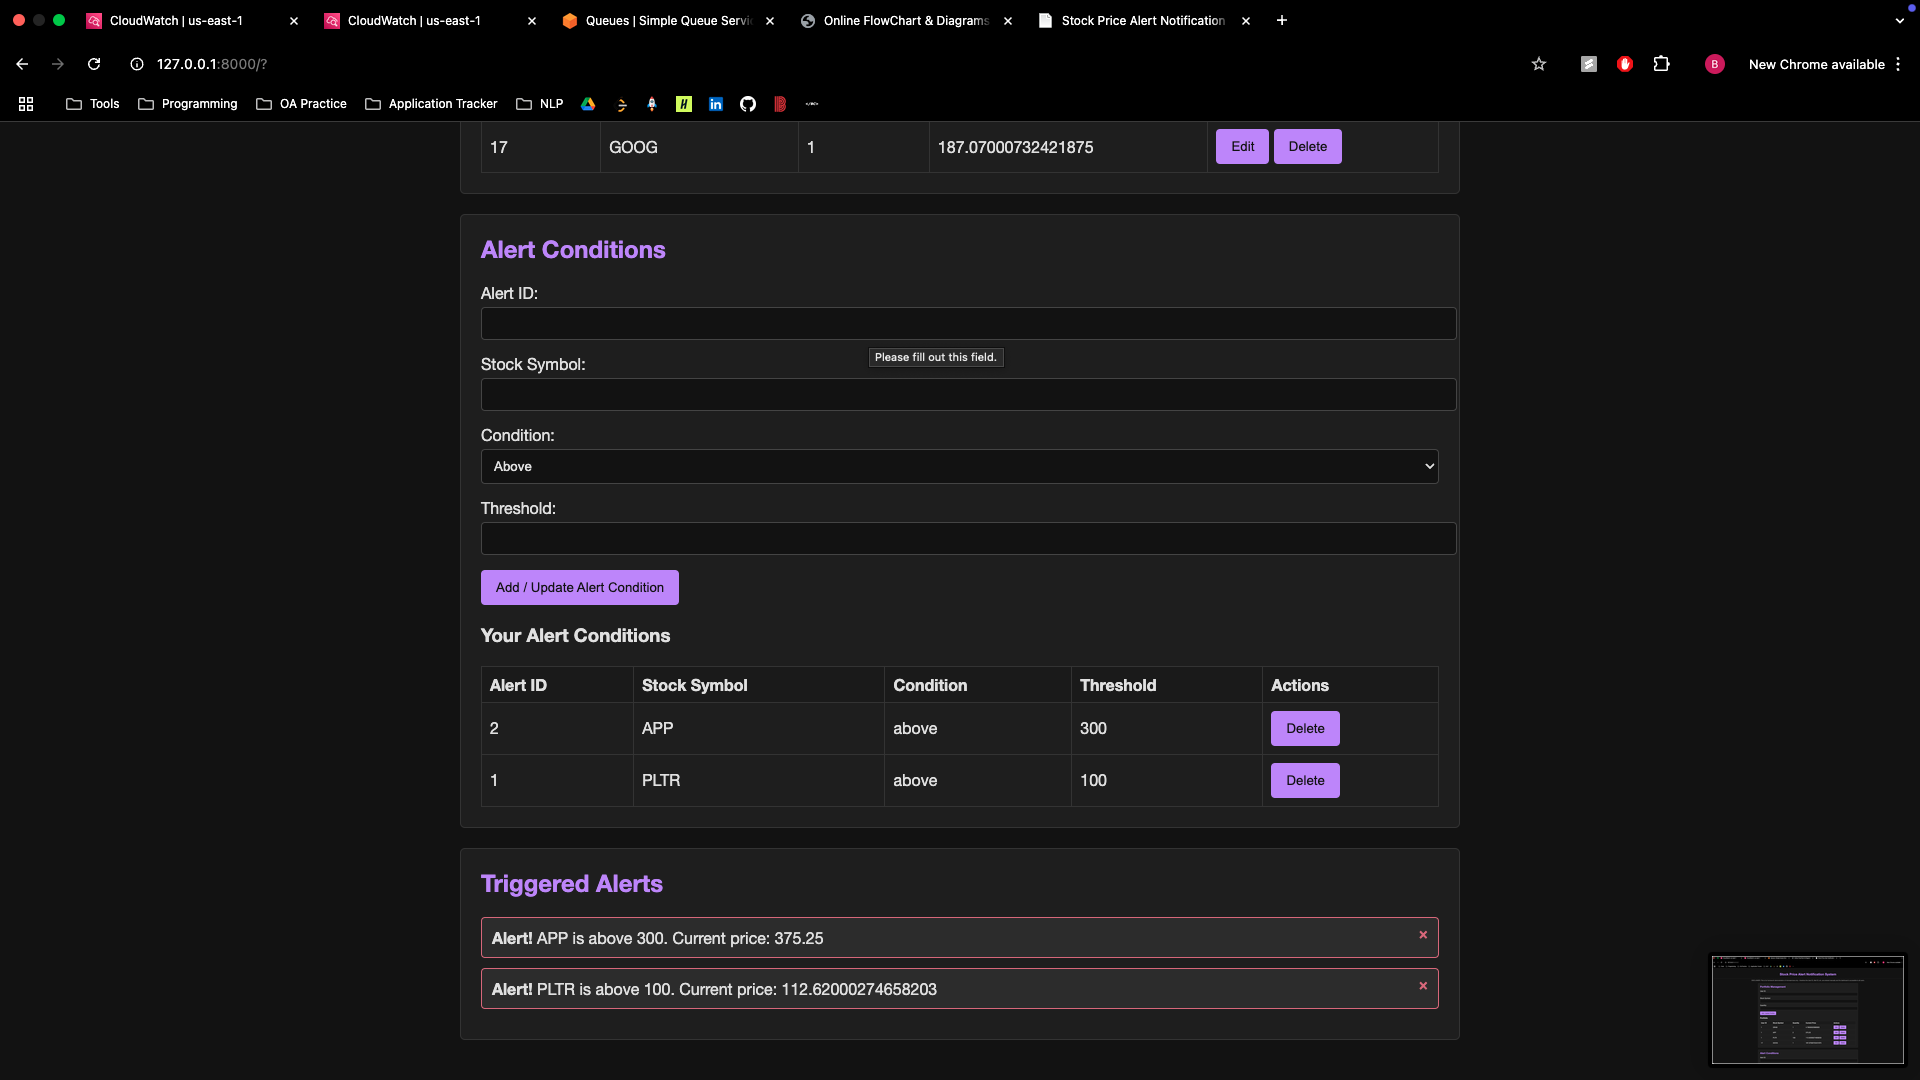 CloudWatch | us-east-1
CloudWatch | us-east-1
Queues | Simple Queue Servi
Online FlowChart & Diagrams
Stock Price Alert Notification
127.0.0.1:8000/?
B
New Chrome available
Tools
Programming
OA Practice
Application Tracker
NLP
17 GOOG 1 187.07000732421875 Edit Delete
Alert Conditions
Alert ID:
Please fill out this field.
Stock Symbol:
Condition:
Above
Threshold:
Add / Update Alert Condition
Your Alert Conditions
Alert ID Stock Symbol Condition Threshold Actions
2 APP above 300 Delete
1 PLTR above 100 Delete
Triggered Alerts
Alert! APP is above 300. Current price: 375.25 ×
Alert! PLTR is above 100. Current price: 112.62000274658203 ×
Stock Price Alert Notification System